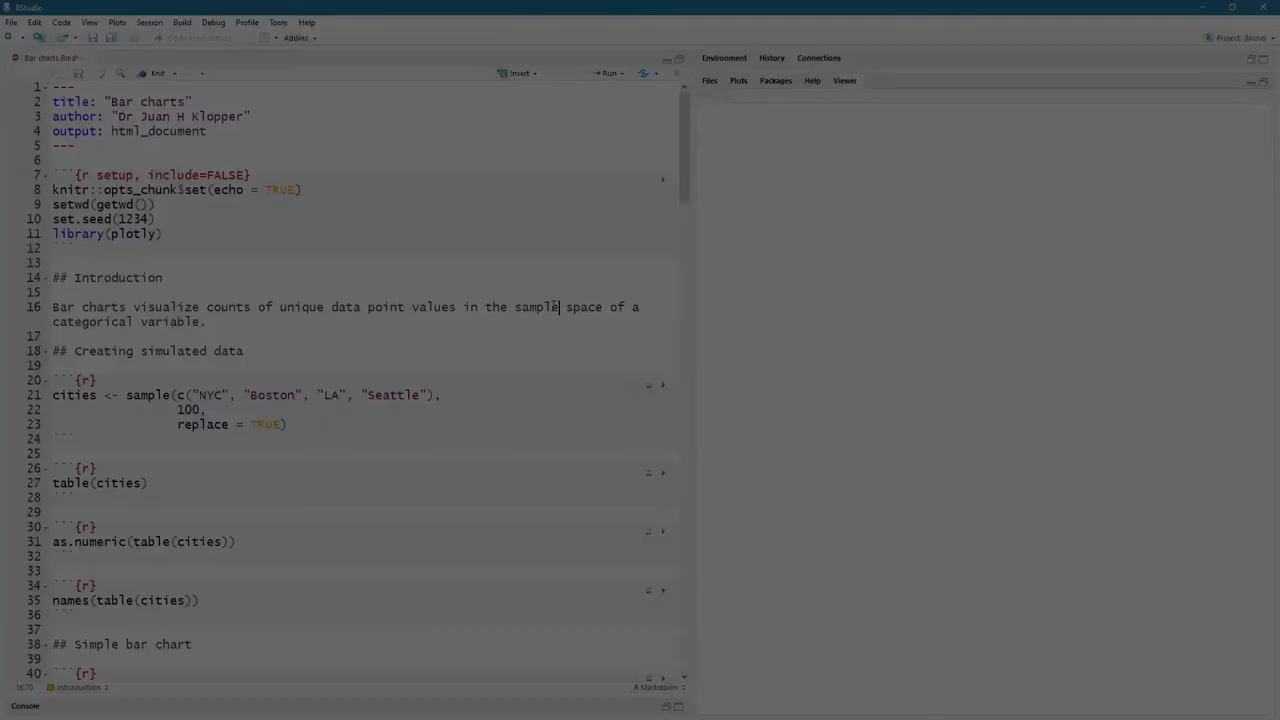 RStudio
File Edit Code View Plots Session Build Debug Profile Tools Help
Addins
Project: (None)
Bar charts.Rmd*
Knit Insert Run
Environment History Connections
Files Plots Packages Help Viewer
1 ---
2 title: "Bar charts"
3 author: "Dr Juan H Klopper"
4 output: html_document
5 ---
6
7 ```{r setup, include=FALSE}
8 knitr::opts_chunk$set(echo = TRUE)
9 setwd(getwd())
10 set.seed(1234)
11 library(plotly)
12 ```
13
14 ## Introduction
15
16 Bar charts visualize counts of unique data point values in the sample space of a
categorical variable.
17
18 ## Creating simulated data
19
20 ```{r}
21 cities <- sample(c("NYC", "Boston", "LA", "Seattle"),
22 100,
23 replace = TRUE)
24 ```
25
26 ```{r}
27 table(cities)
28 ```
29
30 ```{r}
31 as.numeric(table(cities))
32 ```
33
34 ```{r}
35 names(table(cities))
36 ```
37
38 ## Simple bar chart
39
40 ```{r}
16:70 Introduction R Markdown
Console